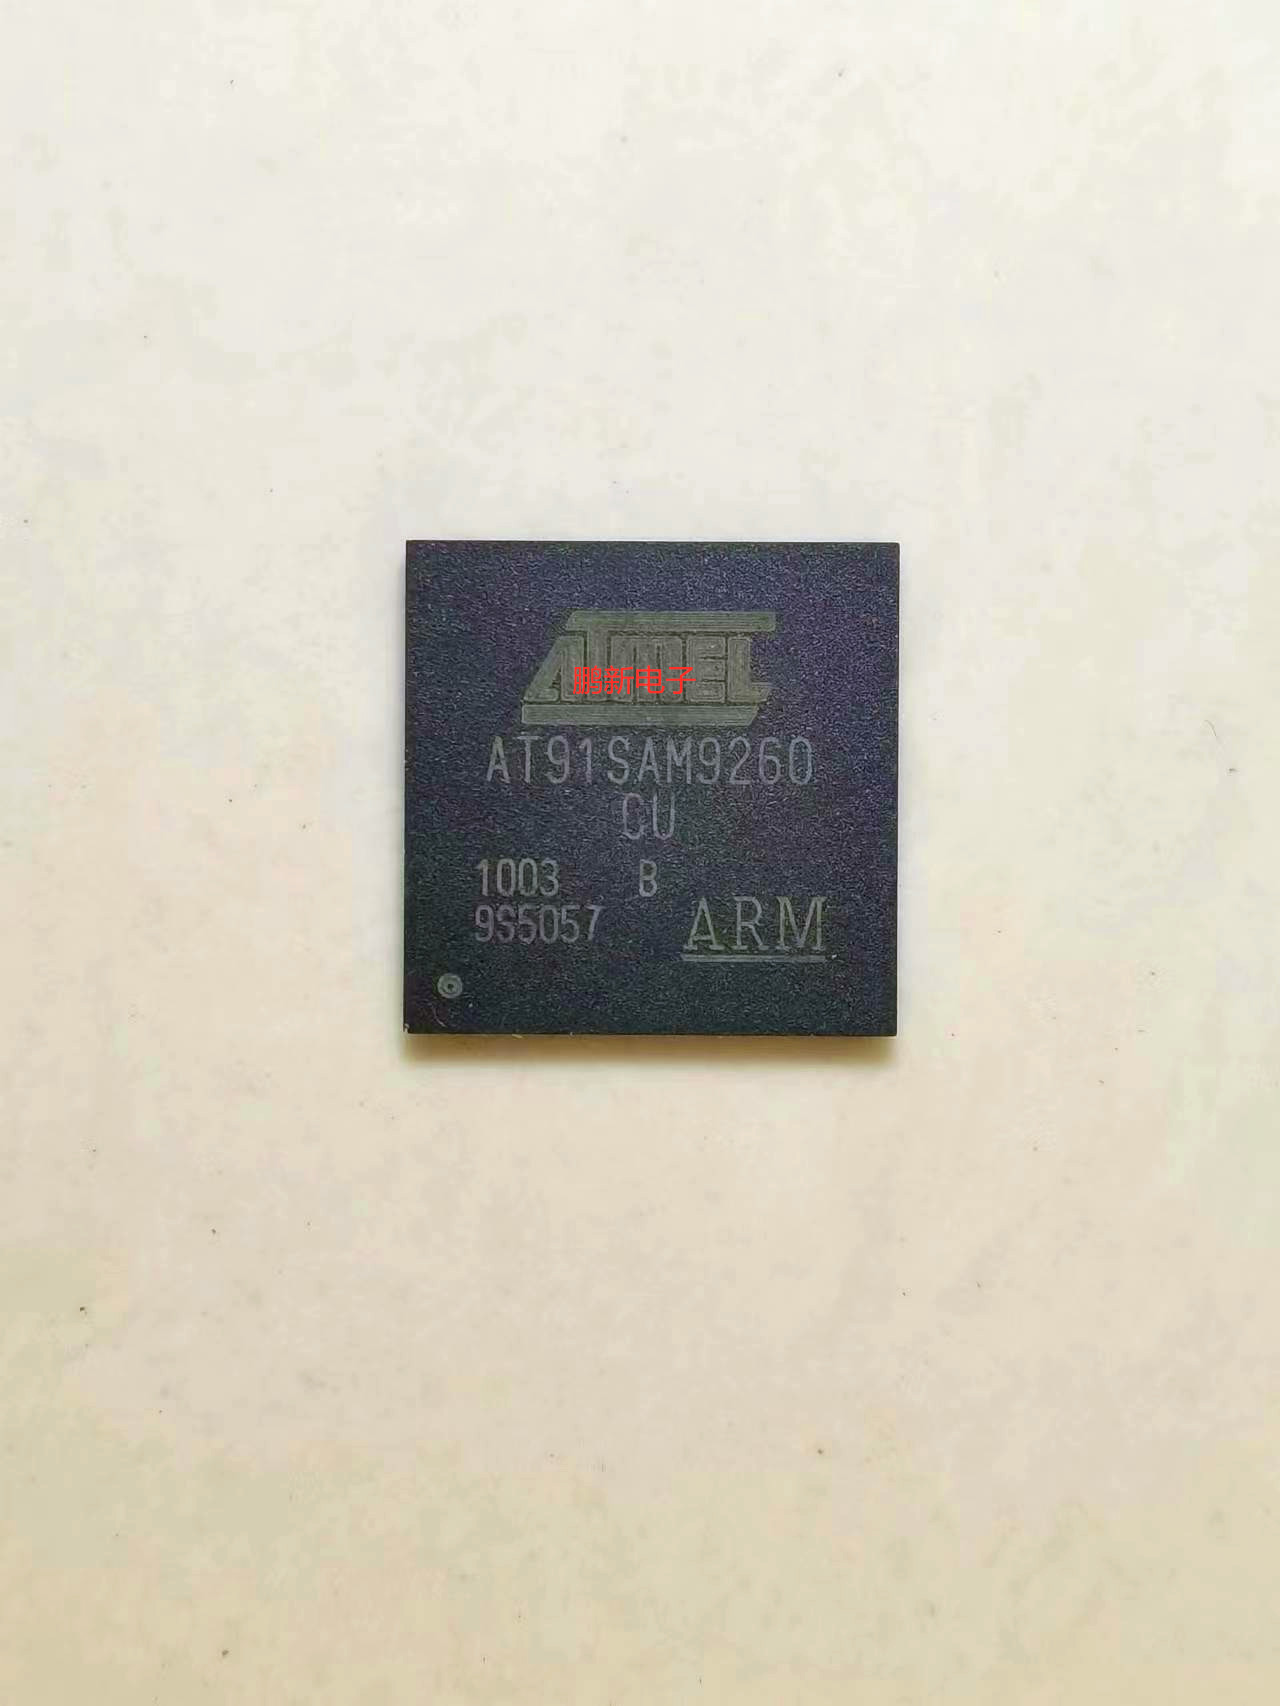 ATMEL
鹏新电子
AT91SAM9260
CU
1003 B
9S5057 ARM